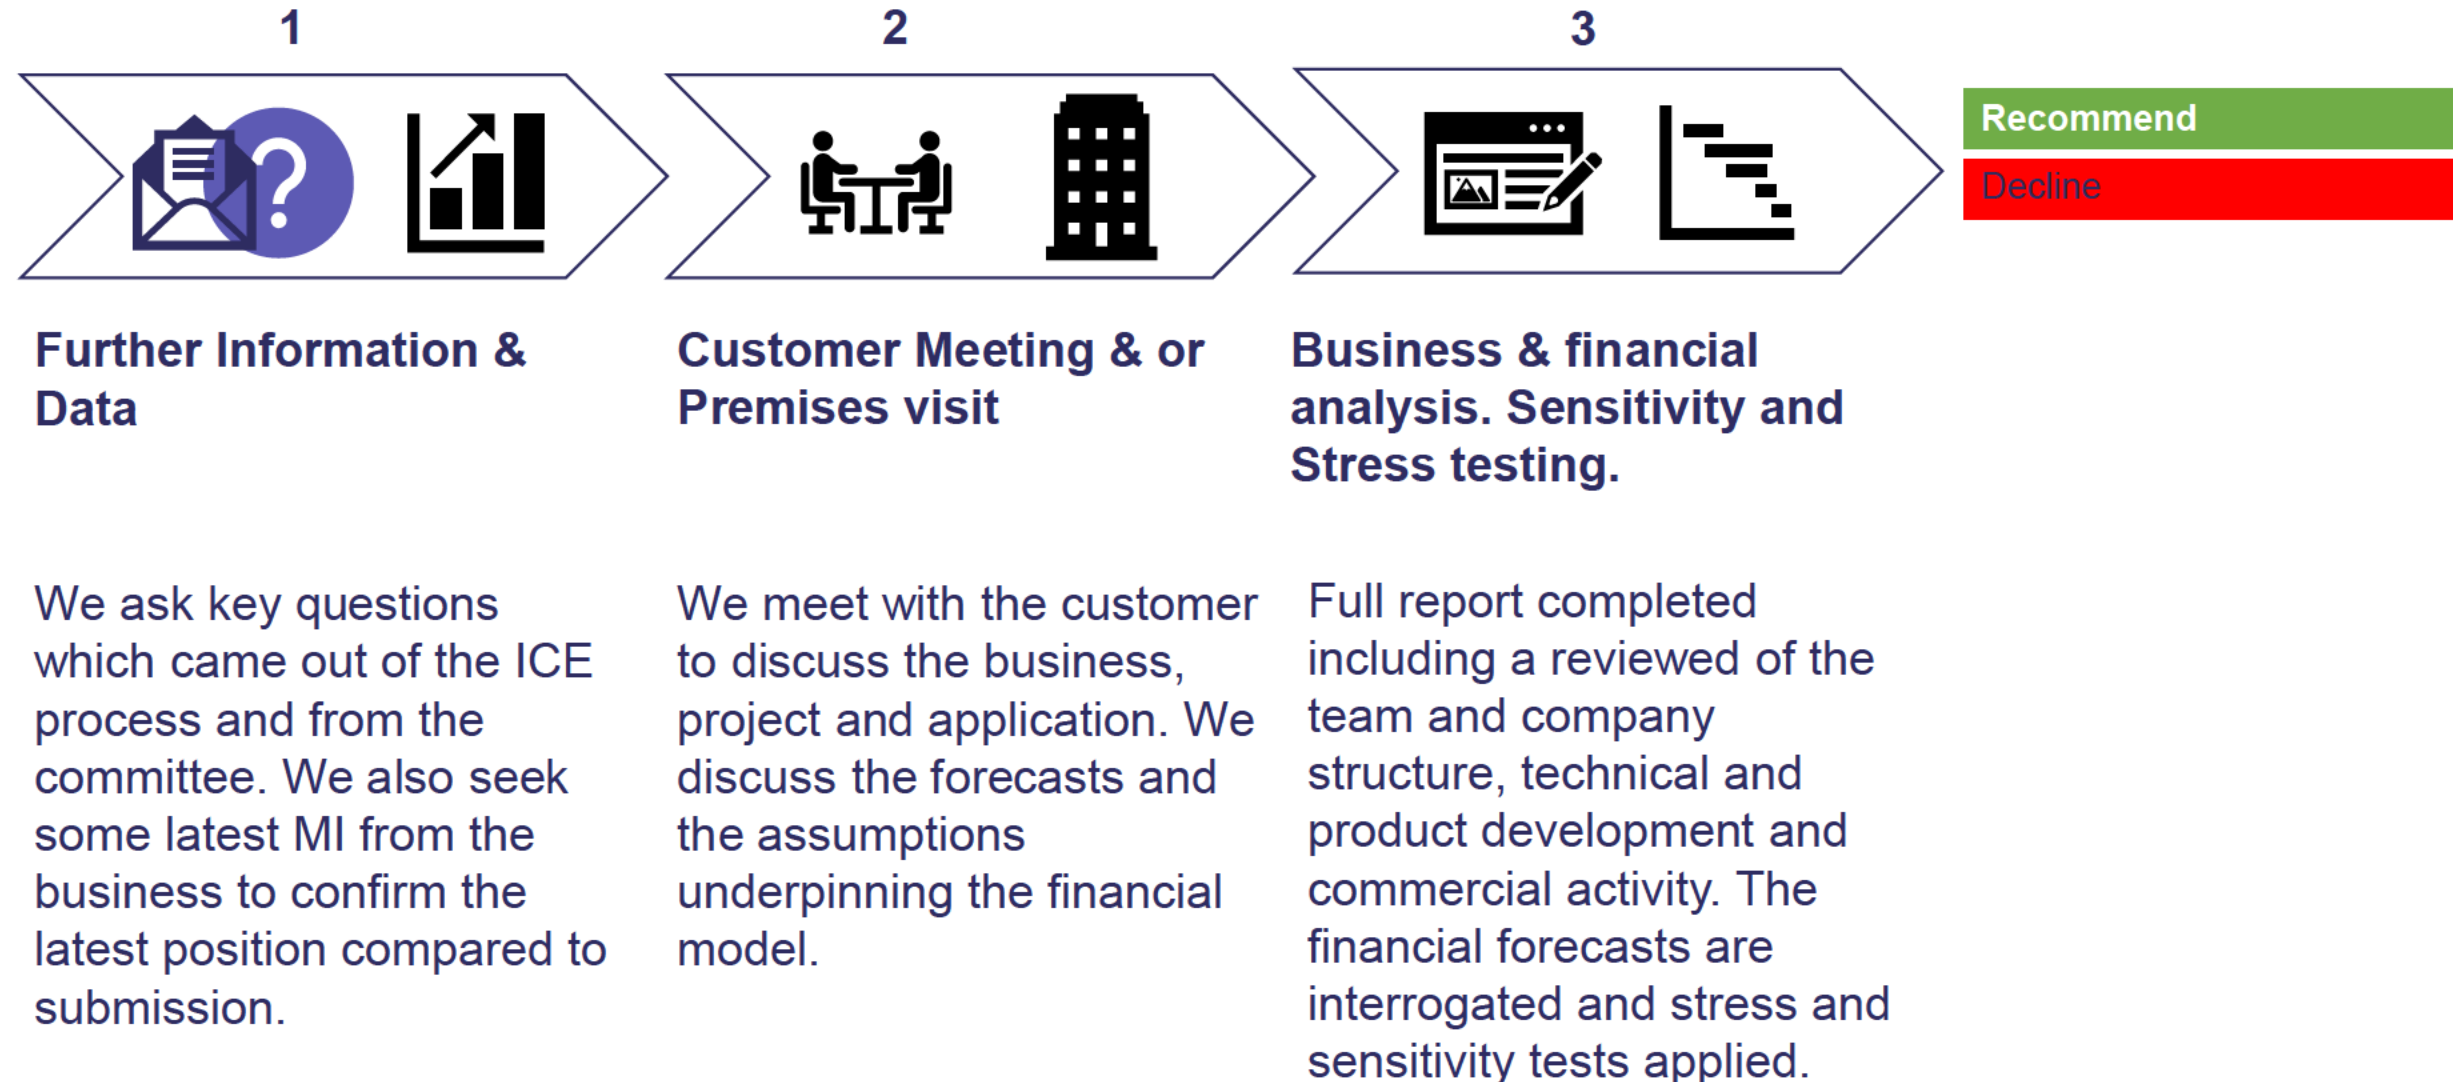 1
Further Information &
Data
We ask key questions
which came out of the ICE
process and from the
committee. We also seek
some latest MI from the
business to confirm the
latest position compared to
submission.
2
Customer Meeting & or
Premises visit
We meet with the customer
to discuss the business,
project and application. We
discuss the forecasts and
the assumptions
underpinning the financial
model.
3
Business & financial
analysis. Sensitivity and
Stress testing.
Full report completed
including a reviewed of the
team and company
structure, technical and
product development and
commercial activity. The
financial forecasts are
interrogated and stress and
sensitivity tests applied.
Recommend
Decline